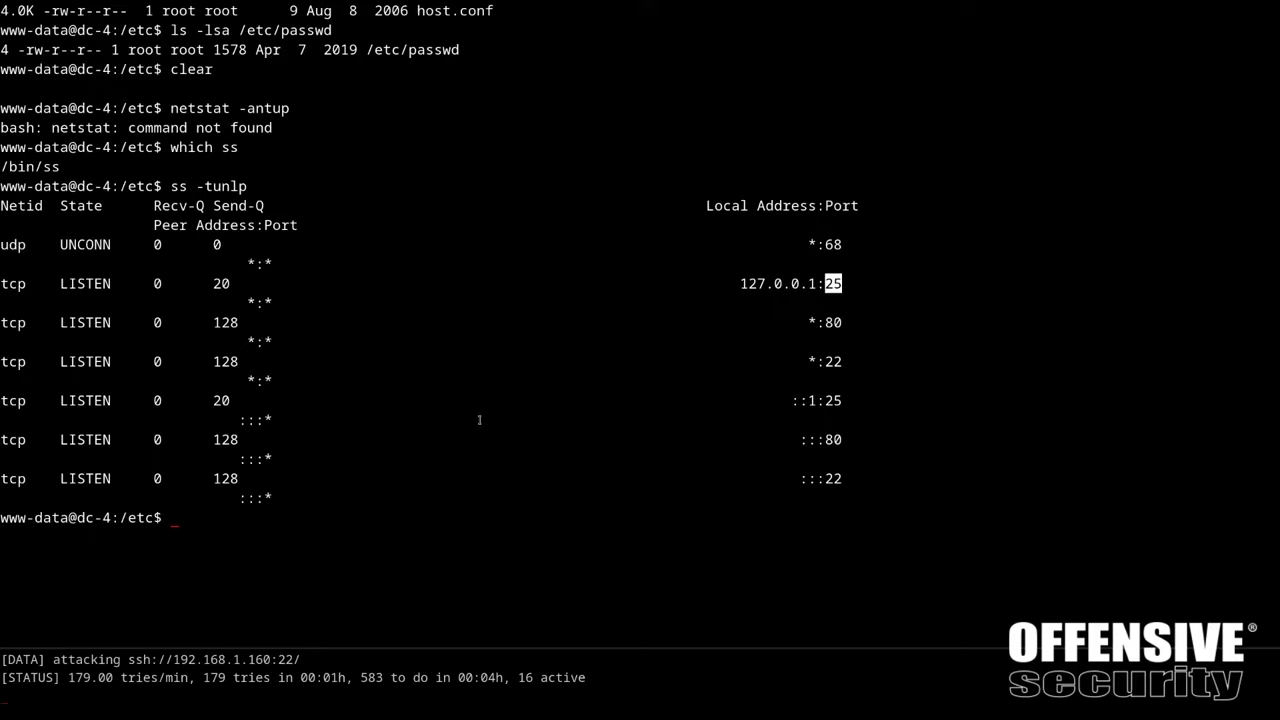 4.0K -rw-r--r--  1 root root      9 Aug  8  2006 host.conf
www-data@dc-4:/etc$ ls -lsa /etc/passwd
4 -rw-r--r-- 1 root root 1578 Apr  7  2019 /etc/passwd
www-data@dc-4:/etc$ clear
www-data@dc-4:/etc$ netstat -antup
bash: netstat: command not found
www-data@dc-4:/etc$ which ss
/bin/ss
www-data@dc-4:/etc$ ss -tunlp
Netid  State      Recv-Q Send-Q                                                    Local Address:Port
Peer Address:Port
udp    UNCONN     0      0                                                                     *:68
*:*
tcp    LISTEN     0      20                                                            127.0.0.1:25
*:*
tcp    LISTEN     0      128                                                                   *:80
*:*
tcp    LISTEN     0      128                                                                   *:22
*:*
tcp    LISTEN     0      20                                                                  ::1:25
:::*
tcp    LISTEN     0      128                                                                 :::80
:::*
tcp    LISTEN     0      128                                                                 :::22
:::*
www-data@dc-4:/etc$ _
[DATA] attacking ssh://192.168.1.160:22/
[STATUS] 179.00 tries/min, 179 tries in 00:01h, 583 to do in 00:04h, 16 active
OFFENSIVE®
security